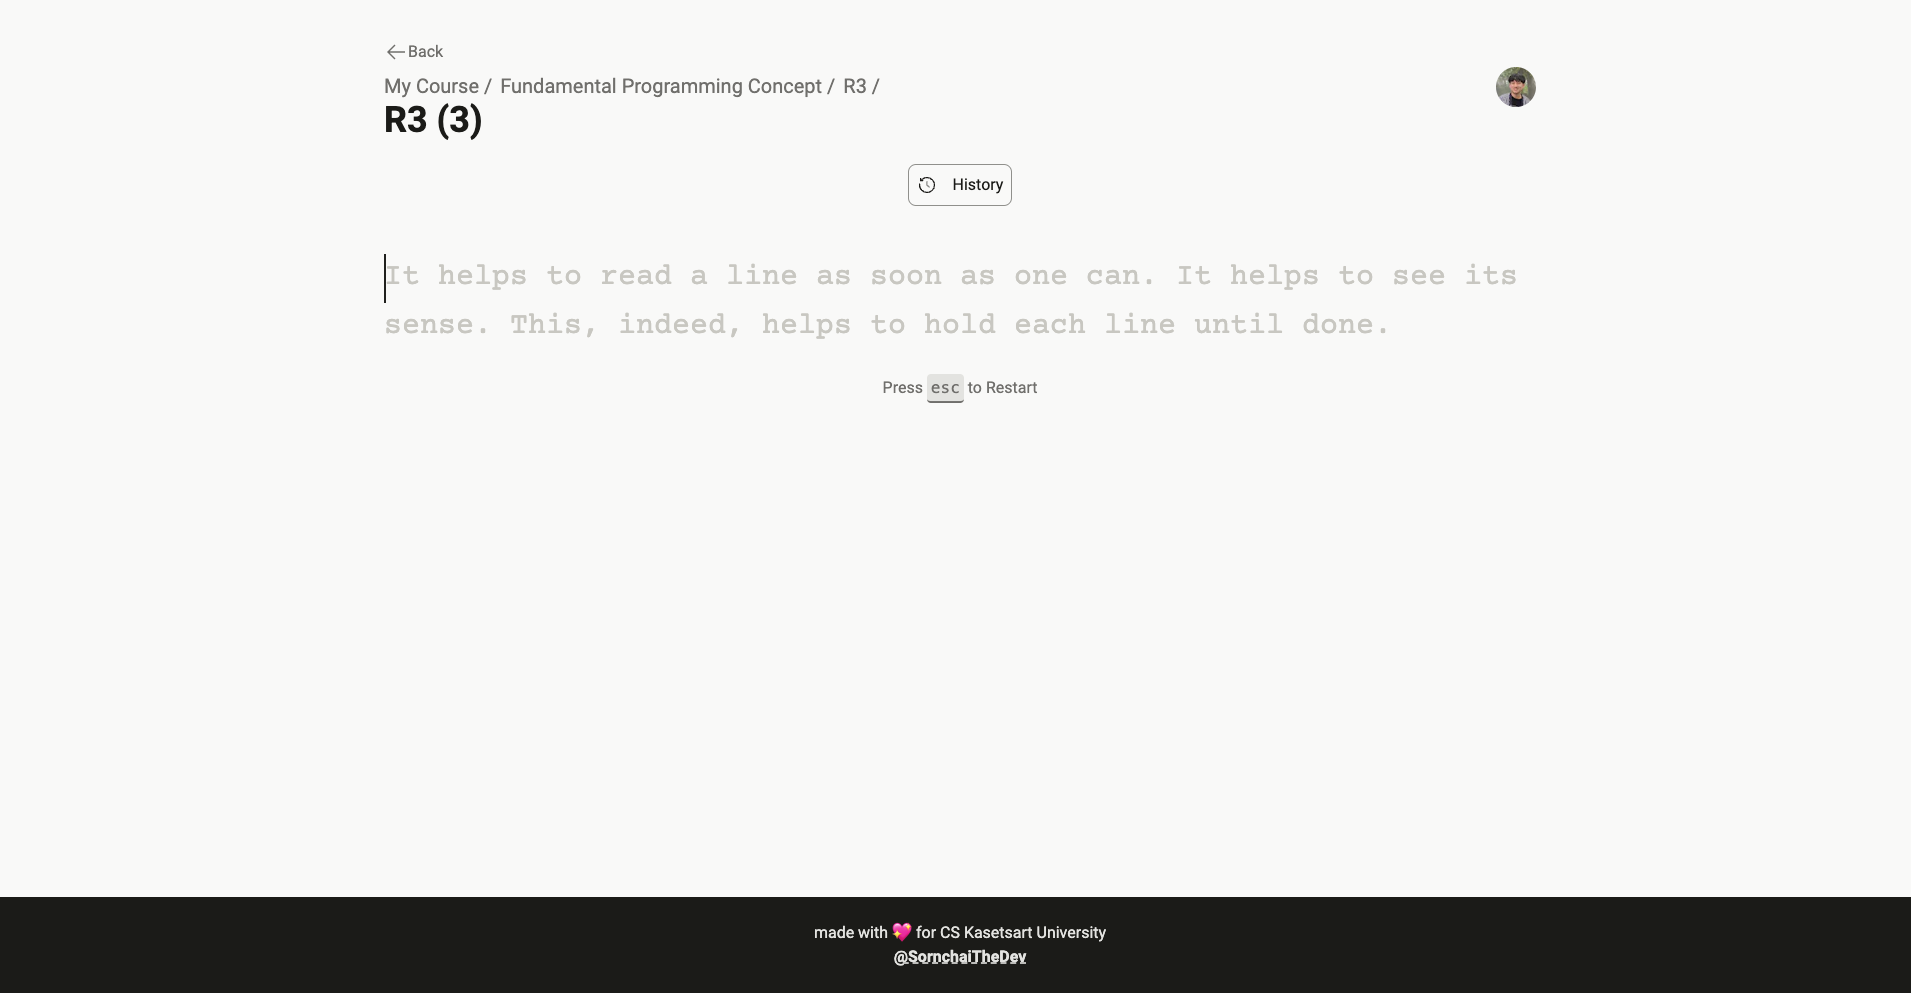 Back
My Course / Fundamental Programming Concept / R3 /
R3 (3)
History
It helps to read a line as soon as one can. It helps to see its
sense. This, indeed, helps to hold each line until done.
Press esc to Restart
made with 💖 for CS Kasetsart University
@SornchaiTheDev